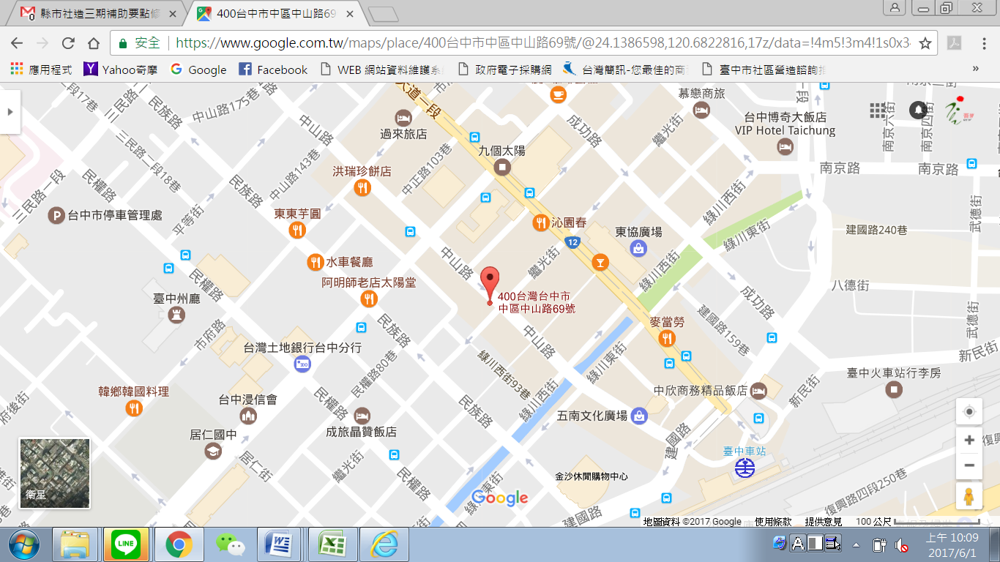 縣市社造三期補助要點修
400台中市中區中山路69
安全
https://www.google.com.tw/maps/place/400台中市中區中山路69號/@24.1386598,120.6822816,17z/data=!4m5!3m4!1s0x34
應用程式
Yahoo奇摩
Google
Facebook
WEB 網站資料維護系
政府電子採購網
台灣簡訊-您最佳的商
臺中市社區營造諮詢推
»
三民路
民族路
中山路175巷
中山路
大道一段
過來旅店
成功路
慕戀商旅
繼光街
台中博奇大飯店
VIP Hotel Taichung
南京六街
南京四街
三民路二段18巷
中山路143巷
中正路103巷
九個太陽
洪瑞珍餅店
南京路
南京路
三民路一段
民權路
民族路
綠川西街
台中市停車管理處
平等街
東東芋圓
沁園春
東協廣場
綠川東街
建國路240巷
武德街
12
中山路
繼光街
綠川西街
水車餐廳
阿明師老店太陽堂
民權路
400台灣台中市
中區中山路69號
八德街
成功路
臺中州廳
市府路
民族路
麥當勞
建國路159巷
武德街
台灣土地銀行台中分行
中山路
綠川東街
新民街
民權路80巷
綠川西街93巷
臺中火車站行李房
韓鄉韓國料理
台中浸信會
民權路
中欣商務精品飯店
新民街
綠川西街
五南文化廣場
成旅晶贊飯店
民族路
居仁國中
建國路
臺中車站
居仁街
繼光街
民權路
金沙休閒購物中心
復興路四段250巷
衛星
Google
建國路
地圖資料 ©2017 Google
使用條款
提供意見
100 公尺
LINE
上午 10:09
2017/6/1